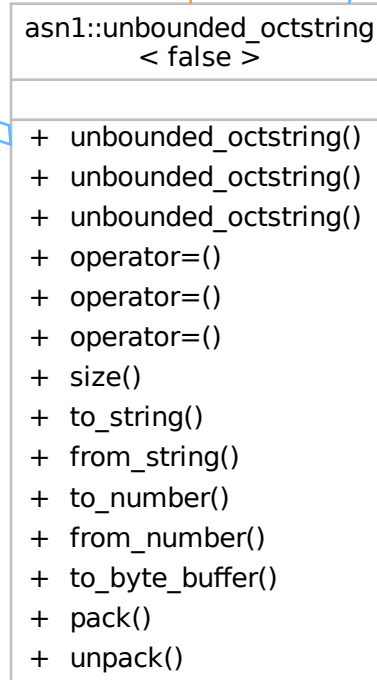 asn1::unbounded_octstring
< false >
+ unbounded_octstring()
+ unbounded_octstring()
+ unbounded_octstring()
+ operator=()
+ operator=()
+ operator=()
+ size()
+ to_string()
+ from_string()
+ to_number()
+ from_number()
+ to_byte_buffer()
+ pack()
+ unpack()